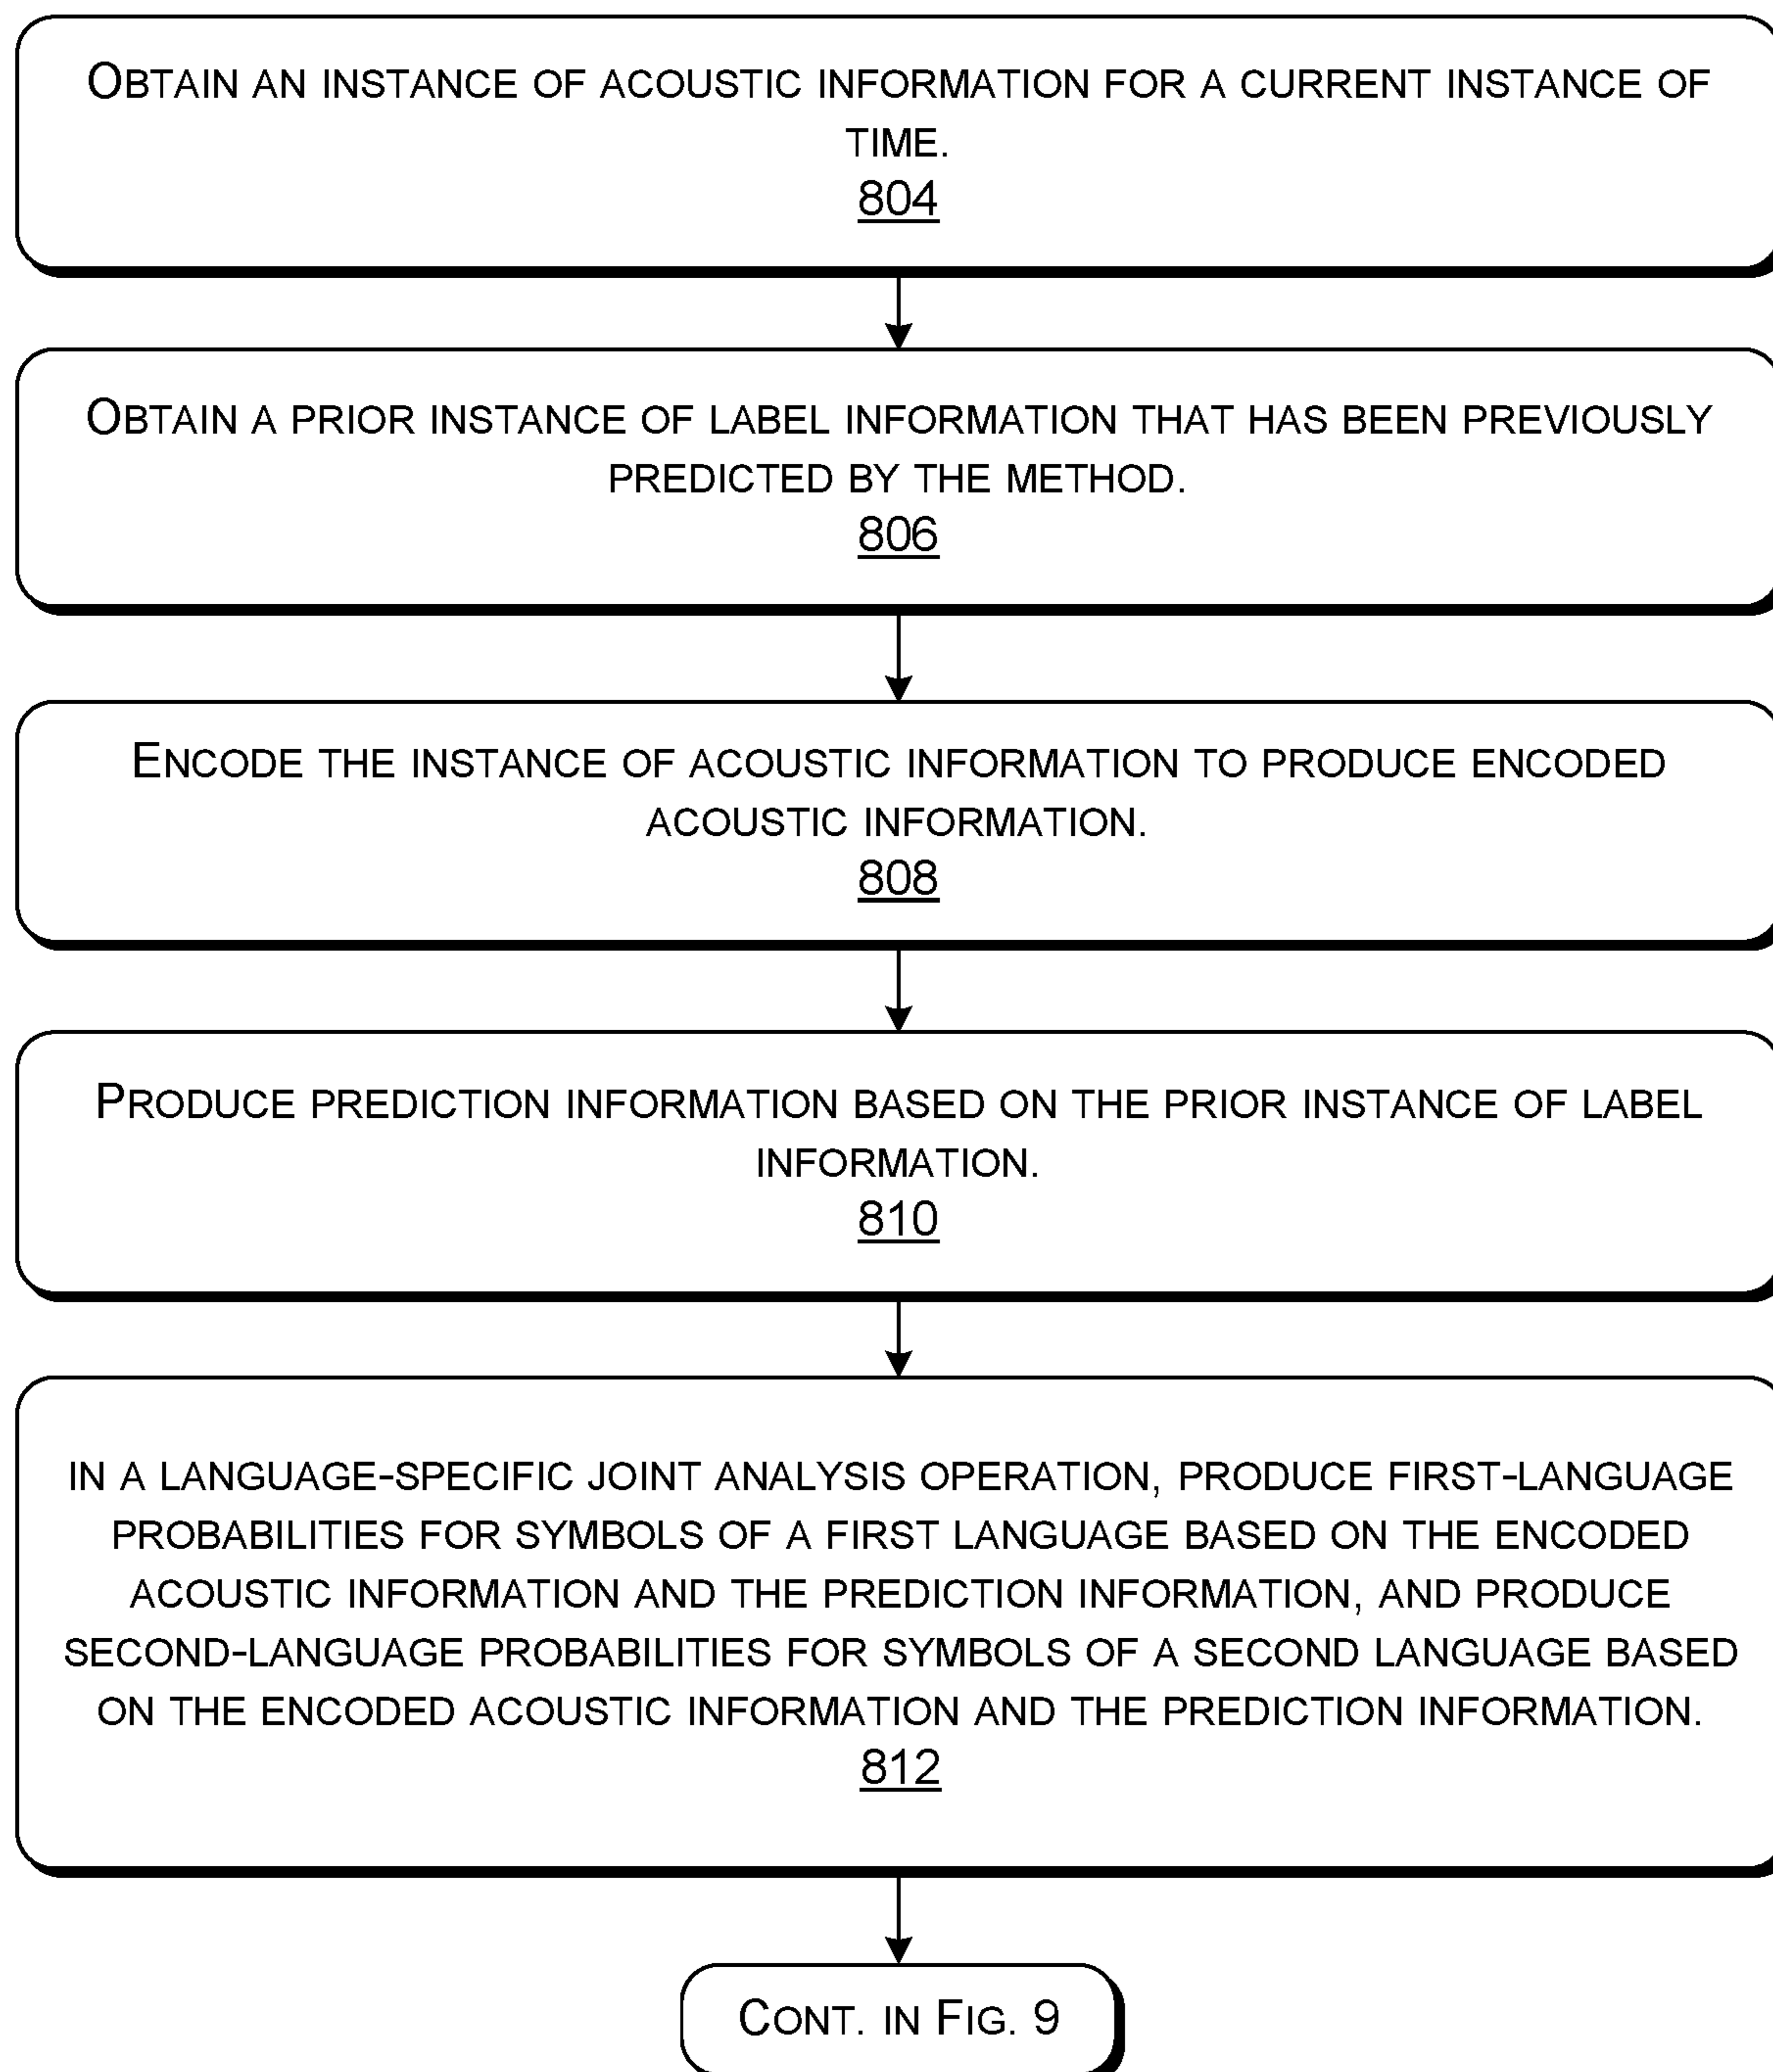 Obtain an instance of acoustic information for a current instance of
time.
804
Obtain a prior instance of label information that has been previously
predicted by the method.
806
Encode the instance of acoustic information to produce encoded
acoustic information.
808
Produce prediction information based on the prior instance of label
information.
810
in a language-specific joint analysis operation, produce first-language
probabilities for symbols of a first language based on the encoded
acoustic information and the prediction information, and produce
second-language probabilities for symbols of a second language based
on the encoded acoustic information and the prediction information.
812
Cont. in Fig. 9